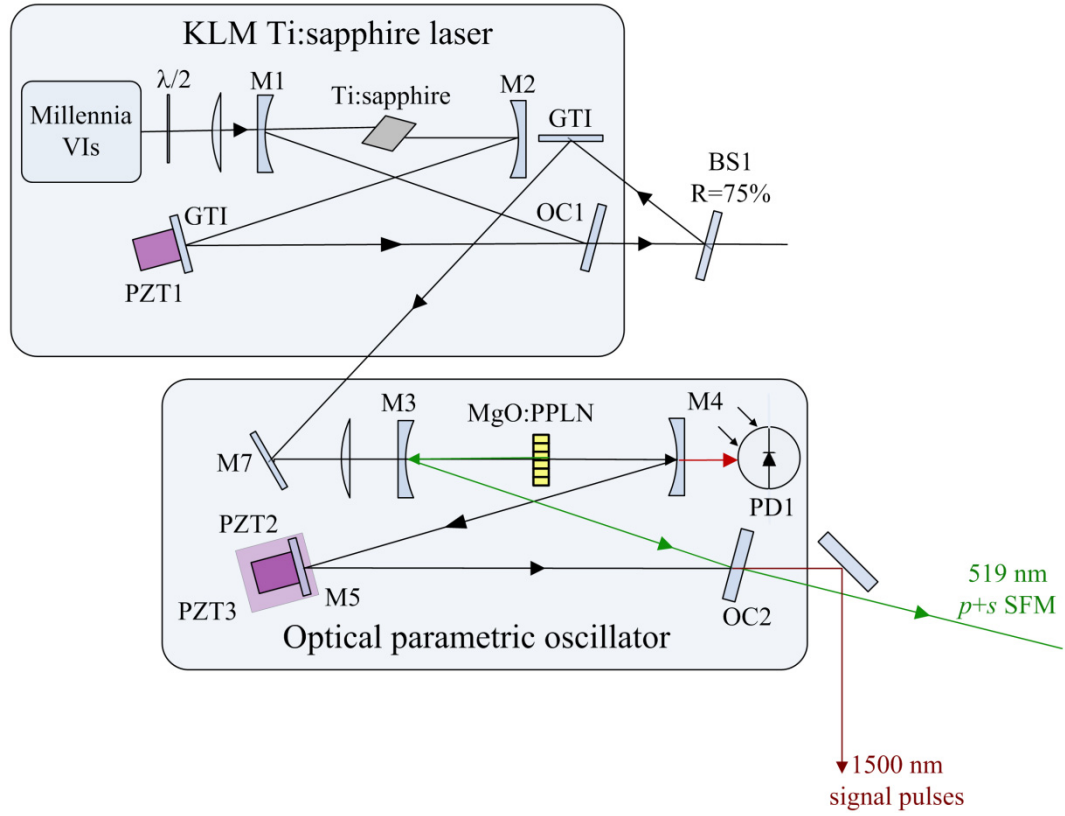 KLM Ti:sapphire laser
Millennia
VIs
λ/2
M1
Ti:sapphire
M2
GTI
BS1
R=75%
GTI
OC1
PZT1
M3
MgO:PPLN
M4
M7
PD1
PZT2
PZT3
M5
OC2
519 nm
p+s SFM
Optical parametric oscillator
1500 nm
signal pulses